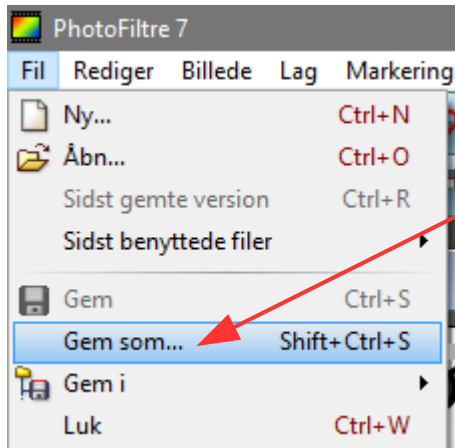 PhotoFiltre 7
Fil Rediger Billede Lag Markering
Ny... Ctrl+N
Åbn... Ctrl+O
Sidst gemte version Ctrl+R
Sidst benyttede filer
Gem Ctrl+S
Gem som... Shift+Ctrl+S
Gem i
Luk Ctrl+W